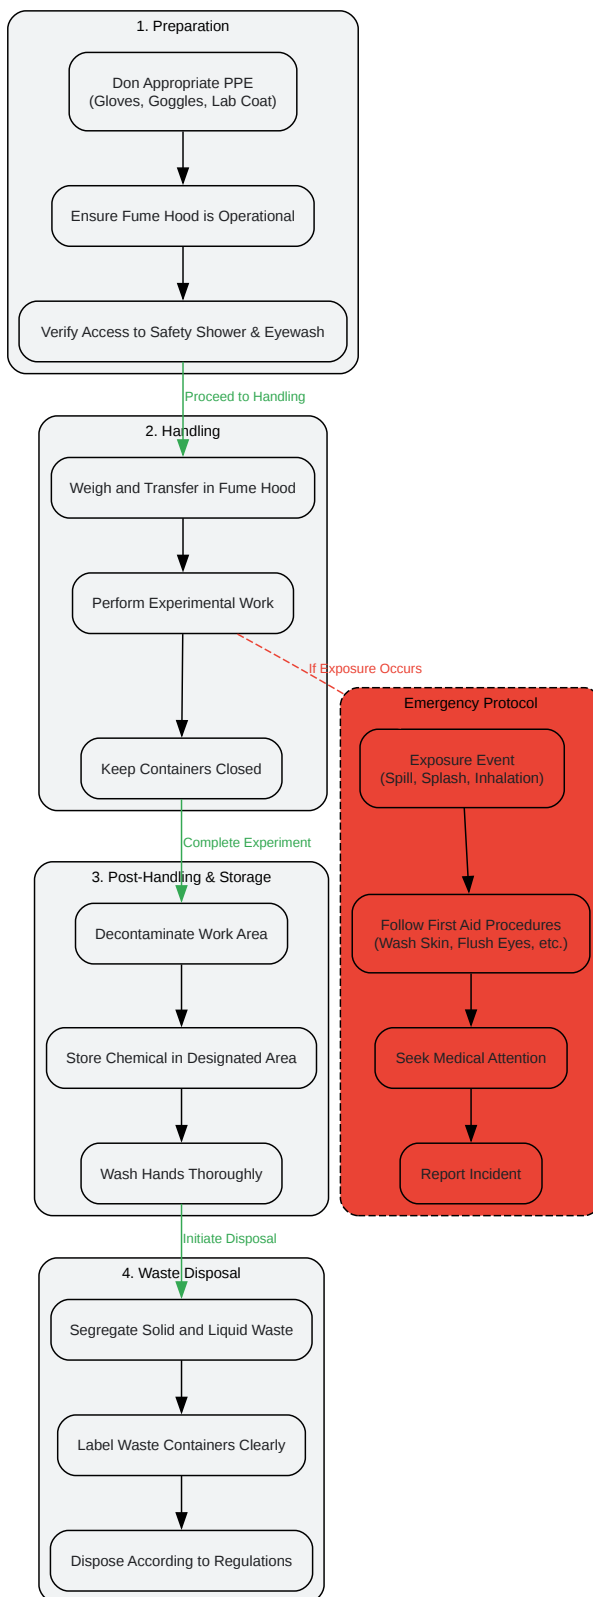 1. Preparation
Don Appropriate PPE
(Gloves, Goggles, Lab Coat)
Ensure Fume Hood is Operational
Verify Access to Safety Shower & Eyewash
Proceed to Handling
2. Handling
Weigh and Transfer in Fume Hood
Perform Experimental Work
If Exposure Occurs
Keep Containers Closed
Emergency Protocol
Exposure Event
(Spill, Splash, Inhalation)
Follow First Aid Procedures
(Wash Skin, Flush Eyes, etc.)
Seek Medical Attention
Report Incident
Complete Experiment
3. Post-Handling & Storage
Decontaminate Work Area
Store Chemical in Designated Area
Wash Hands Thoroughly
Initiate Disposal
4. Waste Disposal
Segregate Solid and Liquid Waste
Label Waste Containers Clearly
Dispose According to Regulations